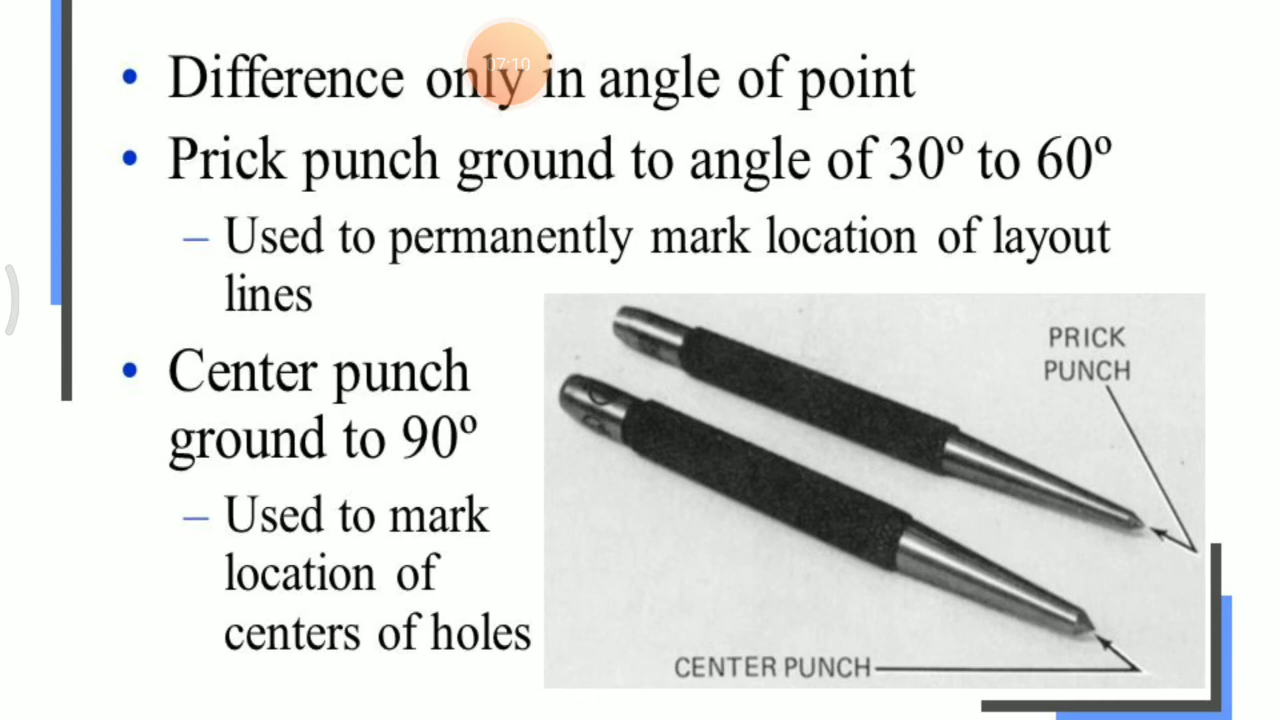 • Difference only in angle of point
07:10
• Prick punch ground to angle of 30º to 60º
– Used to permanently mark location of layout
lines
• Center punch
ground to 90º
– Used to mark
location of
centers of holes
PRICK
PUNCH
CENTER PUNCH